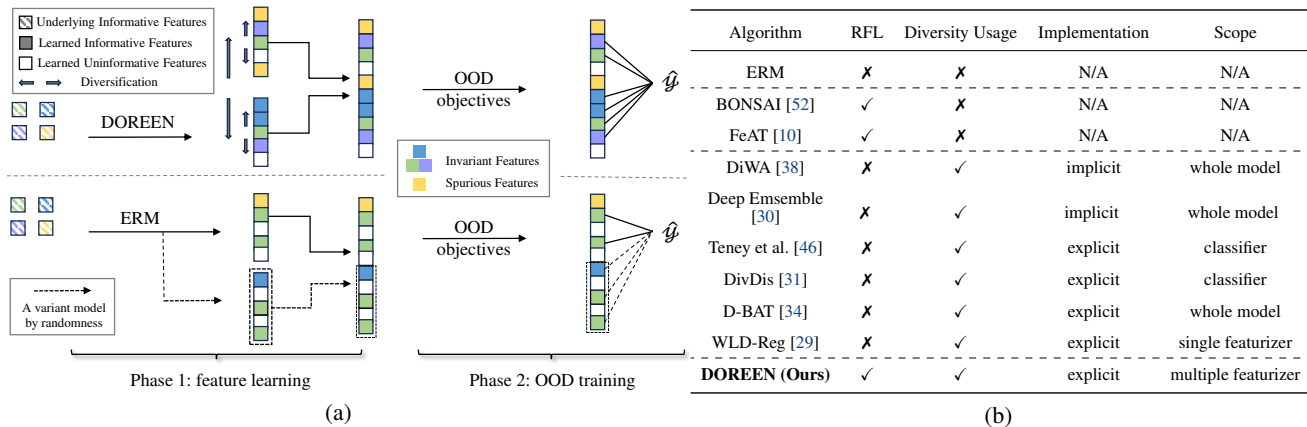 Underlying Informative Features
Learned Informative Features
Learned Uninformative Features
Diversification
DOREEN
OOD
objectives
ŷ
Invariant Features
Spurious Features
ERM
OOD
objectives
ŷ
A variant model
by randomness
Phase 1: feature learning
Phase 2: OOD training
(a)
Algorithm RFL Diversity Usage Implementation Scope
ERM ✗ ✗ N/A N/A
BONSAI [52] ✓ ✗ N/A N/A
FeAT [10] ✓ ✗ N/A N/A
DiWA [38] ✗ ✓ implicit whole model
Deep Emsemble
[30] ✗ ✓ implicit whole model
Teney et al. [46] ✗ ✓ explicit classifier
DivDis [31] ✗ ✓ explicit classifier
D-BAT [34] ✗ ✓ explicit whole model
WLD-Reg [29] ✗ ✓ explicit single featurizer
DOREEN (Ours) ✓ ✓ explicit multiple featurizer
(b)